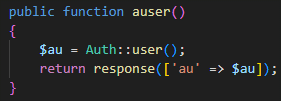 public function auser()
{
    $au = Auth::user();
    return response(['au' => $au]);
}